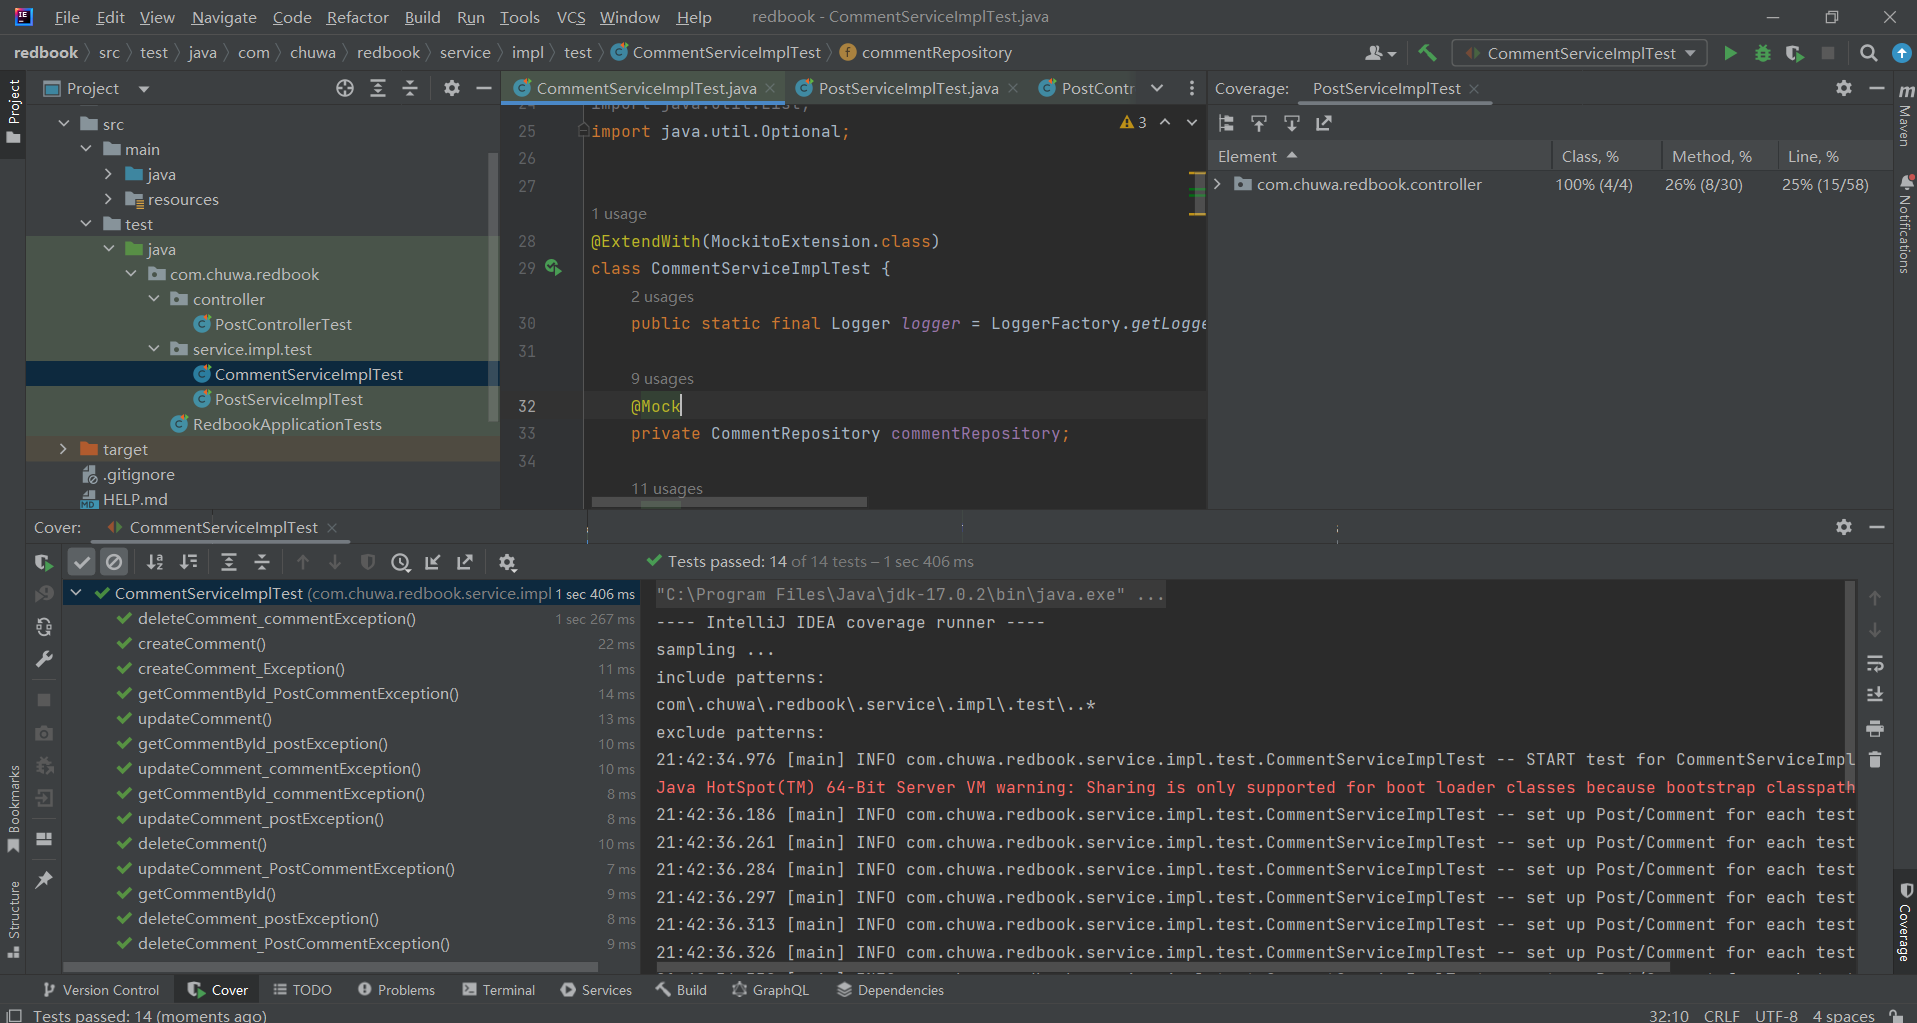 File Edit View Navigate Code Refactor Build Run Tools VCS Window Help redbook - CommentServiceImplTest.java
redbook src test java com chuwa redbook service impl test CommentServiceImplTest commentRepository CommentServiceImplTest
Project
CommentServiceImplTest.java PostServiceImplTest.java PostContr
src
main
java
resources
test
java
com.chuwa.redbook
controller
PostControllerTest
service.impl.test
CommentServiceImplTest
PostServiceImplTest
RedbookApplicationTests
target
.gitignore
HELP.md
24 import java.util.List;
25 import java.util.Optional;
3
26
27
1 usage
28 @ExtendWith(MockitoExtension.class)
29 class CommentServiceImplTest {
2 usages
30 public static final Logger logger = LoggerFactory.getLogge
31
9 usages
32 @Mock
33 private CommentRepository commentRepository;
34
11 usages
Coverage: PostServiceImplTest
Element Class, % Method, % Line, %
com.chuwa.redbook.controller 100% (4/4) 26% (8/30) 25% (15/58)
Maven
Notifications
Coverage
Project
Bookmarks
Structure
Cover: CommentServiceImplTest
Tests passed: 14 of 14 tests – 1 sec 406 ms
CommentServiceImplTest (com.chuwa.redbook.service.impl 1 sec 406 ms
deleteComment_commentException() 1 sec 267 ms
createComment() 22 ms
createComment_Exception() 11 ms
getCommentById_PostCommentException() 14 ms
updateComment() 13 ms
getCommentById_postException() 10 ms
updateComment_commentException() 10 ms
getCommentById_commentException() 8 ms
updateComment_postException() 8 ms
deleteComment() 10 ms
updateComment_PostCommentException() 7 ms
getCommentById() 9 ms
deleteComment_postException() 8 ms
deleteComment_PostCommentException() 9 ms
"C:\Program Files\Java\jdk-17.0.2\bin\java.exe" ...
---- IntelliJ IDEA coverage runner ----
sampling ...
include patterns:
com\.chuwa\.redbook\.service\.impl\.test\..*
exclude patterns:
21:42:34.976 [main] INFO com.chuwa.redbook.service.impl.test.CommentServiceImplTest -- START test for CommentServiceImpl
Java HotSpot(TM) 64-Bit Server VM warning: Sharing is only supported for boot loader classes because bootstrap classpath
21:42:36.186 [main] INFO com.chuwa.redbook.service.impl.test.CommentServiceImplTest -- set up Post/Comment for each test
21:42:36.261 [main] INFO com.chuwa.redbook.service.impl.test.CommentServiceImplTest -- set up Post/Comment for each test
21:42:36.284 [main] INFO com.chuwa.redbook.service.impl.test.CommentServiceImplTest -- set up Post/Comment for each test
21:42:36.297 [main] INFO com.chuwa.redbook.service.impl.test.CommentServiceImplTest -- set up Post/Comment for each test
21:42:36.313 [main] INFO com.chuwa.redbook.service.impl.test.CommentServiceImplTest -- set up Post/Comment for each test
21:42:36.326 [main] INFO com.chuwa.redbook.service.impl.test.CommentServiceImplTest -- set up Post/Comment for each test
Version Control Cover TODO Problems Terminal Services Build GraphQL Dependencies
Tests passed: 14 (moments ago) 32:10 CRLF UTF-8 4 spaces